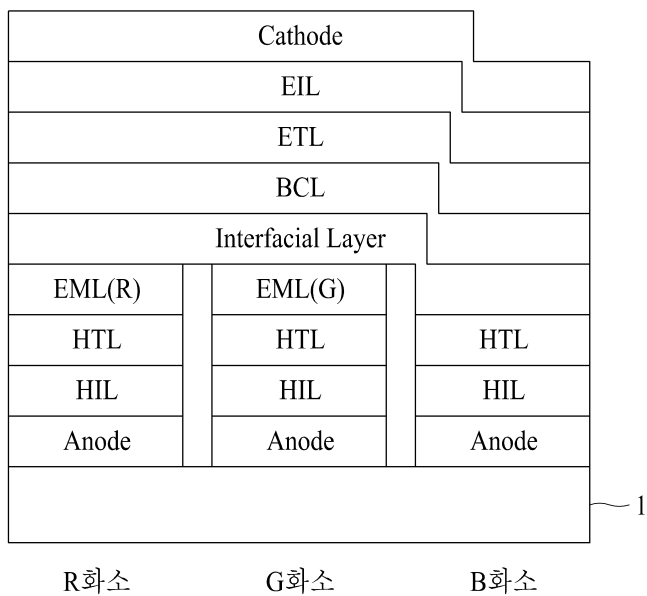 Cathode
EIL
ETL
BCL
Interfacial Layer
EML(R) EML(G)
HTL HTL HTL
HIL HIL HIL
Anode Anode Anode
1
R화소 G화소 B화소